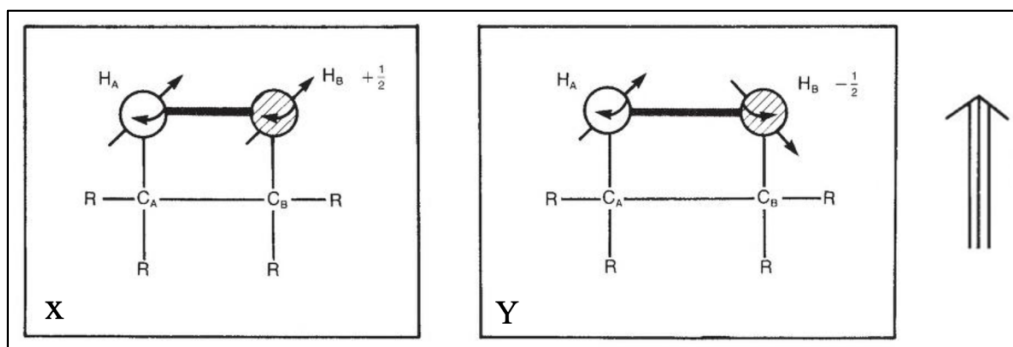 H_A H_B + 1/2
R C_A C_B R
R R
X
H_A H_B − 1/2
R C_A C_B R
R R
Y